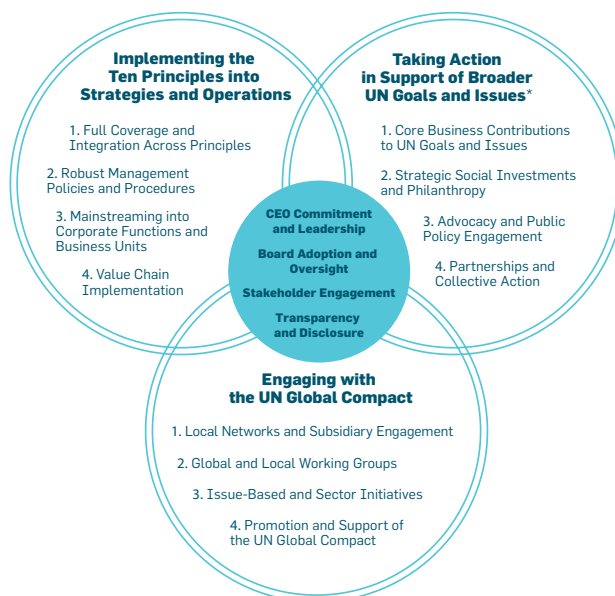 Implementing the
Ten Principles into
Strategies and Operations
1. Full Coverage and
Integration Across Principles
2. Robust Management
Policies and Procedures
3. Mainstreaming into
Corporate Functions and
Business Units
4. Value Chain
Implementation
Taking Action
in Support of Broader
UN Goals and Issues*
1. Core Business Contributions
to UN Goals and Issues
2. Strategic Social Investments
and Philanthropy
3. Advocacy and Public
Policy Engagement
4. Partnerships and
Collective Action
CEO Commitment
and Leadership
Board Adoption and
Oversight
Stakeholder Engagement
Transparency
and Disclosure
Engaging with
the UN Global Compact
1. Local Networks and Subsidiary Engagement
2. Global and Local Working Groups
3. Issue-Based and Sector Initiatives
4. Promotion and Support of
the UN Global Compact